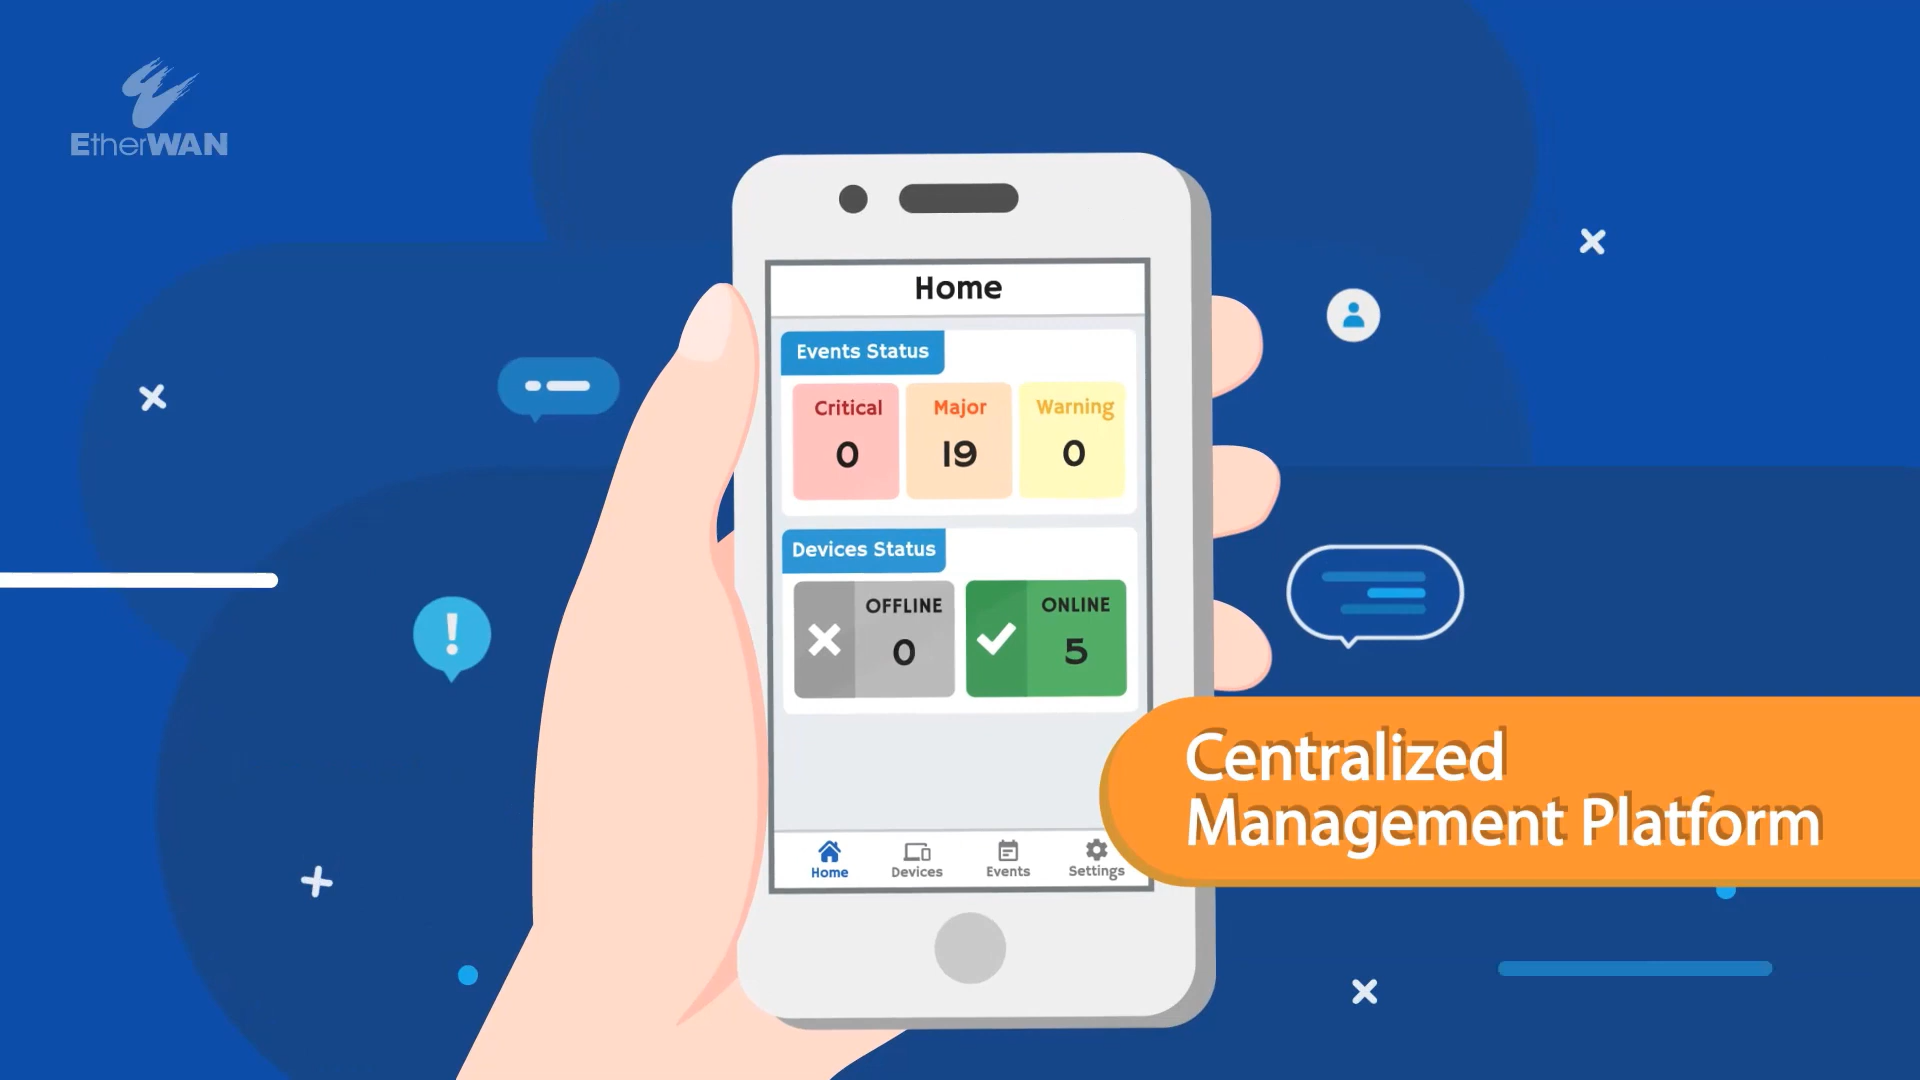 EtherWAN
Home
Events Status
Critical
Major
Warning
0
19
0
Devices Status
OFFLINE
0
ONLINE
5
Home
Devices
Events
Settings
Centralized
Management Platform